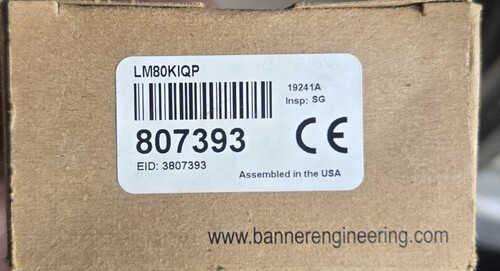 LM80KIQP
19241A
Insp: SG
807393
CE
EID: 3807393
Assembled in the USA
www.bannerengineering.com